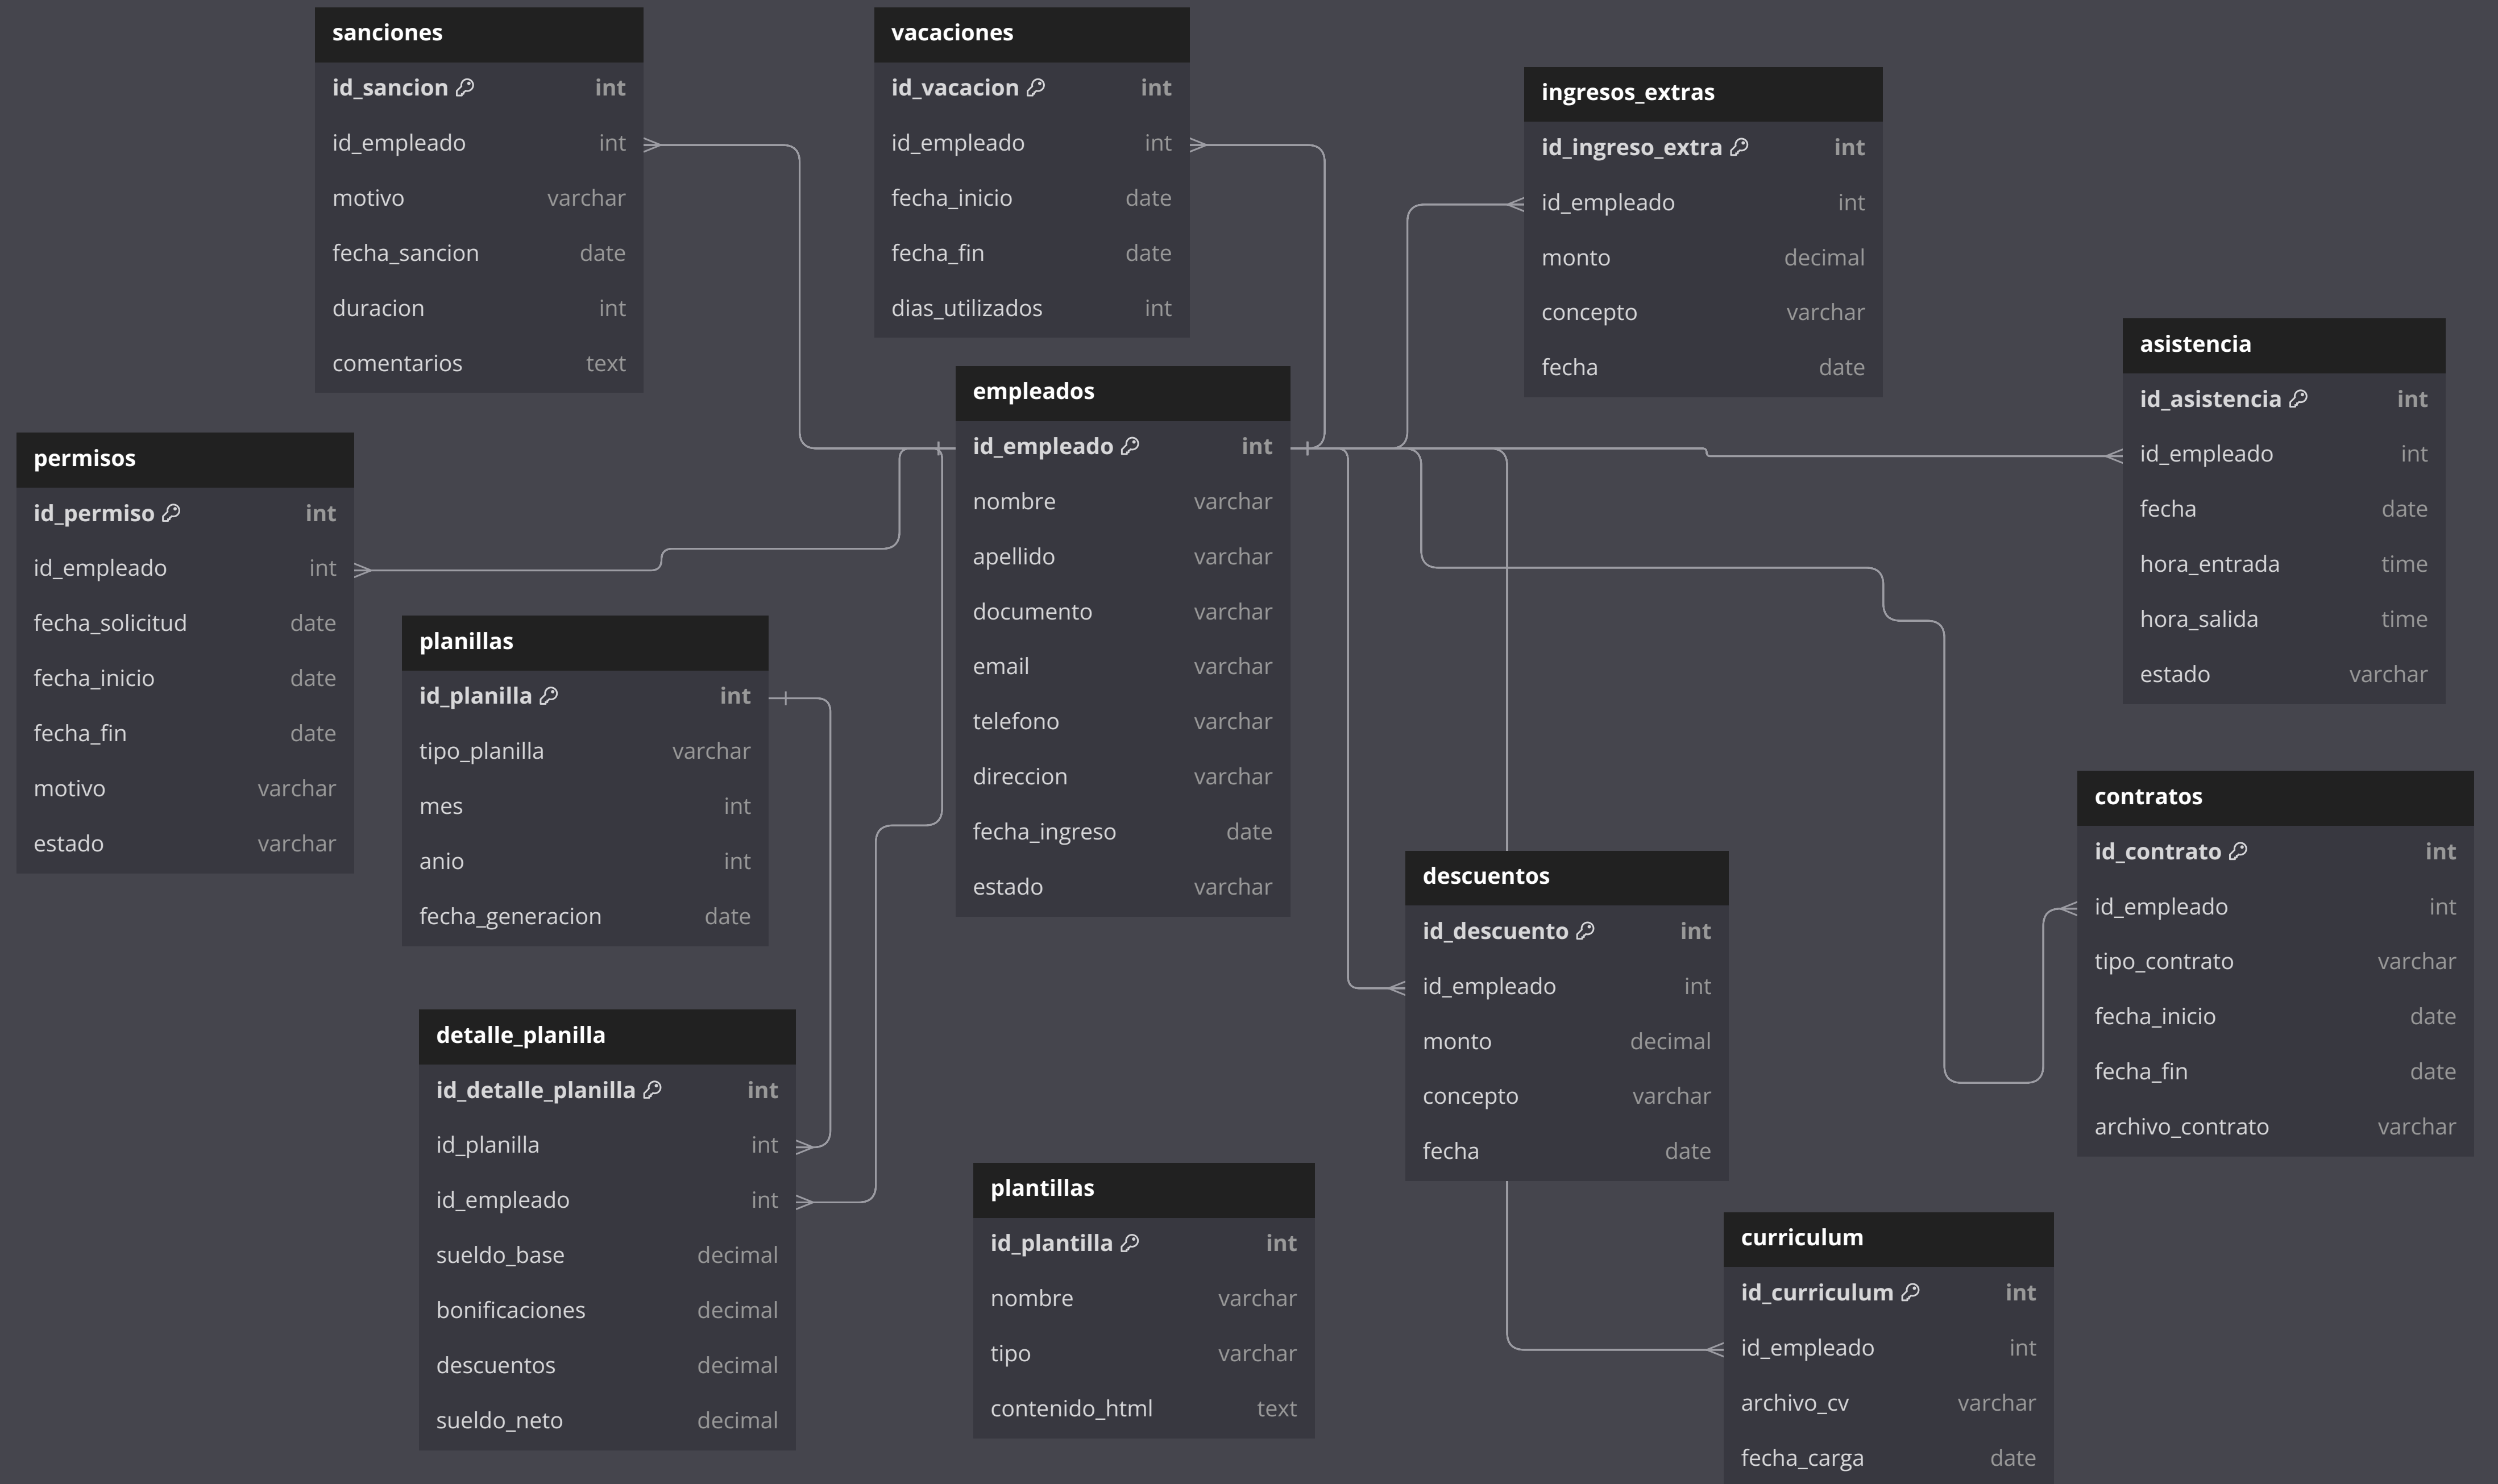 sanciones
id_sancion int
id_empleado int
motivo varchar
fecha_sancion date
duracion int
comentarios text
vacaciones
id_vacacion int
id_empleado int
fecha_inicio date
fecha_fin date
dias_utilizados int
ingresos_extras
id_ingreso_extra int
id_empleado int
monto decimal
concepto varchar
fecha date
asistencia
id_asistencia int
id_empleado int
fecha date
hora_entrada time
hora_salida time
estado varchar
empleados
id_empleado int
nombre varchar
apellido varchar
documento varchar
email varchar
telefono varchar
direccion varchar
fecha_ingreso date
estado varchar
permisos
id_permiso int
id_empleado int
fecha_solicitud date
fecha_inicio date
fecha_fin date
motivo varchar
estado varchar
planillas
id_planilla int
tipo_planilla varchar
mes int
anio int
fecha_generacion date
contratos
id_contrato int
id_empleado int
tipo_contrato varchar
fecha_inicio date
fecha_fin date
archivo_contrato varchar
descuentos
id_descuento int
id_empleado int
monto decimal
concepto varchar
fecha date
detalle_planilla
id_detalle_planilla int
id_planilla int
id_empleado int
sueldo_base decimal
bonificaciones decimal
descuentos decimal
sueldo_neto decimal
plantillas
id_plantilla int
nombre varchar
tipo varchar
contenido_html text
curriculum
id_curriculum int
id_empleado int
archivo_cv varchar
fecha_carga date